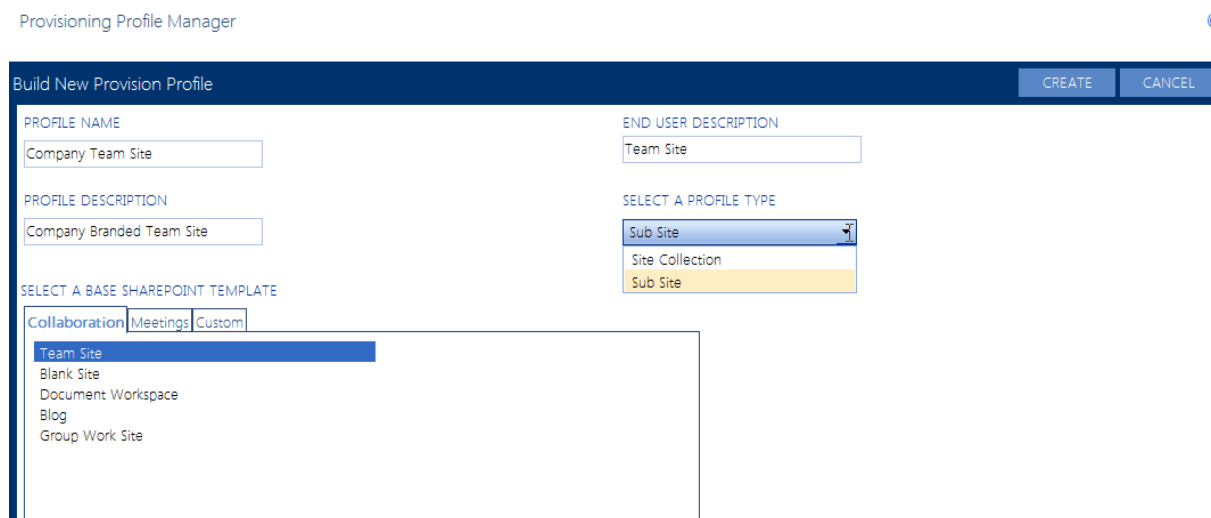 Provisioning Profile Manager
Build New Provision Profile
CREATE
CANCEL
PROFILE NAME
END USER DESCRIPTION
Company Team Site
Team Site
PROFILE DESCRIPTION
SELECT A PROFILE TYPE
Company Branded Team Site
Sub Site
Site Collection
Sub Site
SELECT A BASE SHAREPOINT TEMPLATE
Collaboration Meetings Custom
Team Site
Blank Site
Document Workspace
Blog
Group Work Site